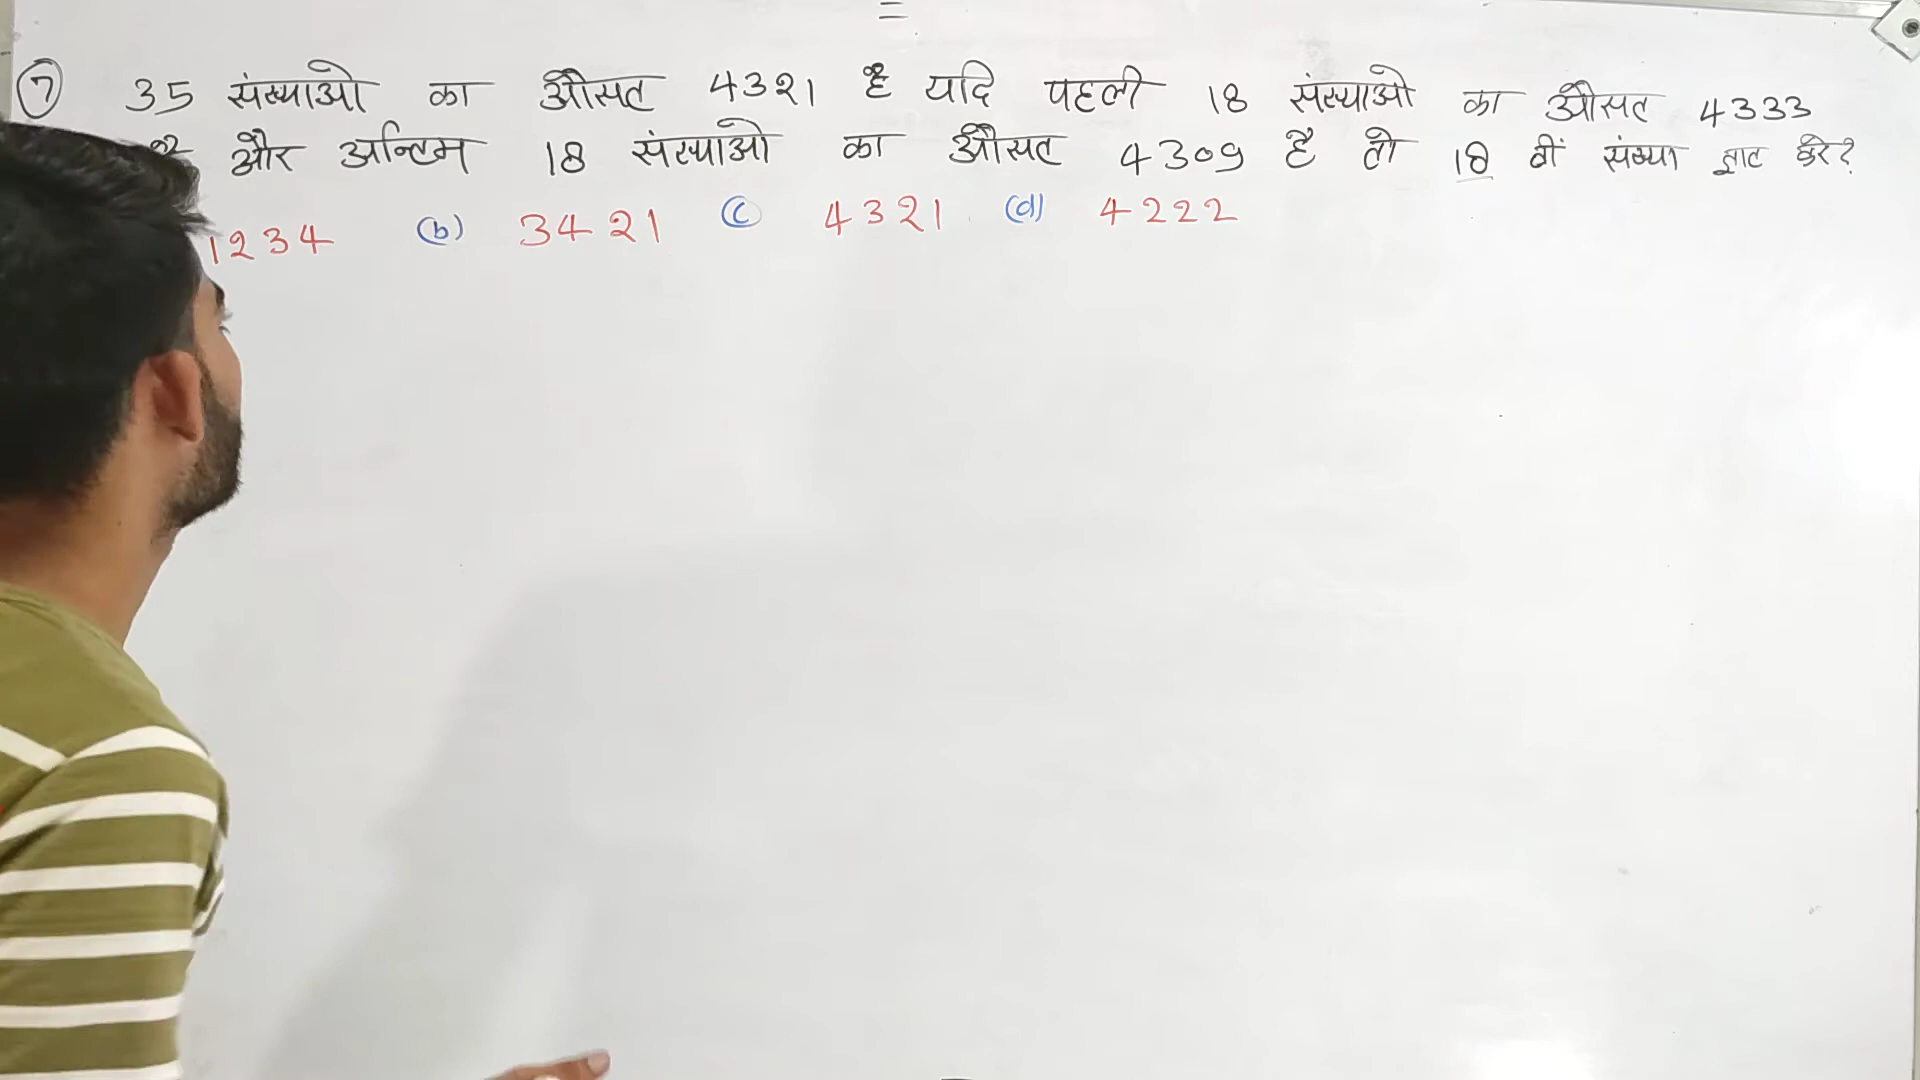 7 35 संख्याओ का औसत 4321 है यदि पहली 18 संख्याओ का औसत 4333
है और अन्तिम 18 संख्याओ का औसत 4309 है तो 18 वीं संख्या ज्ञात करे?
1234 (b) 3421 (c) 4321 (d) 4222